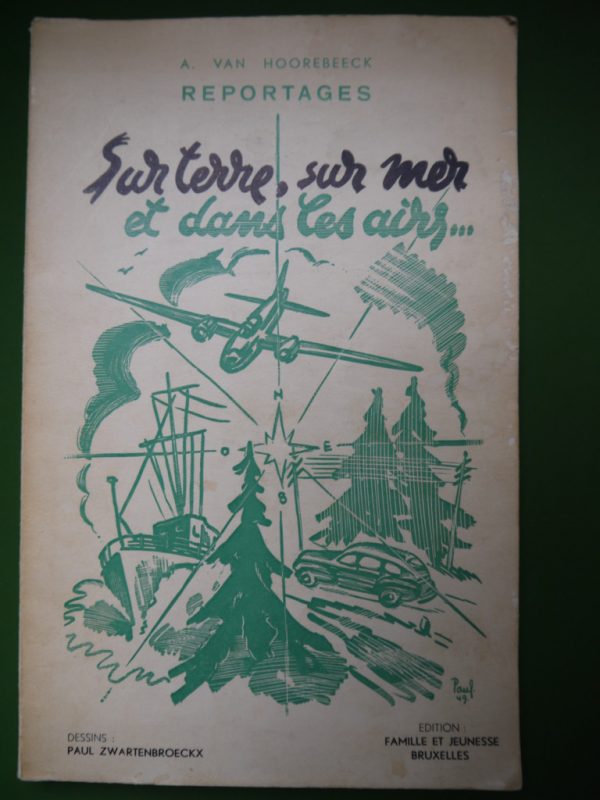 A. VAN HOOREBEECK
REPORTAGES
Sur terre, sur mer
et dans les airs...
N
O E
S
DESSINS :
PAUL ZWARTENBROECKX
Paul.
49
EDITION :
FAMILLE ET JEUNESSE
BRUXELLES